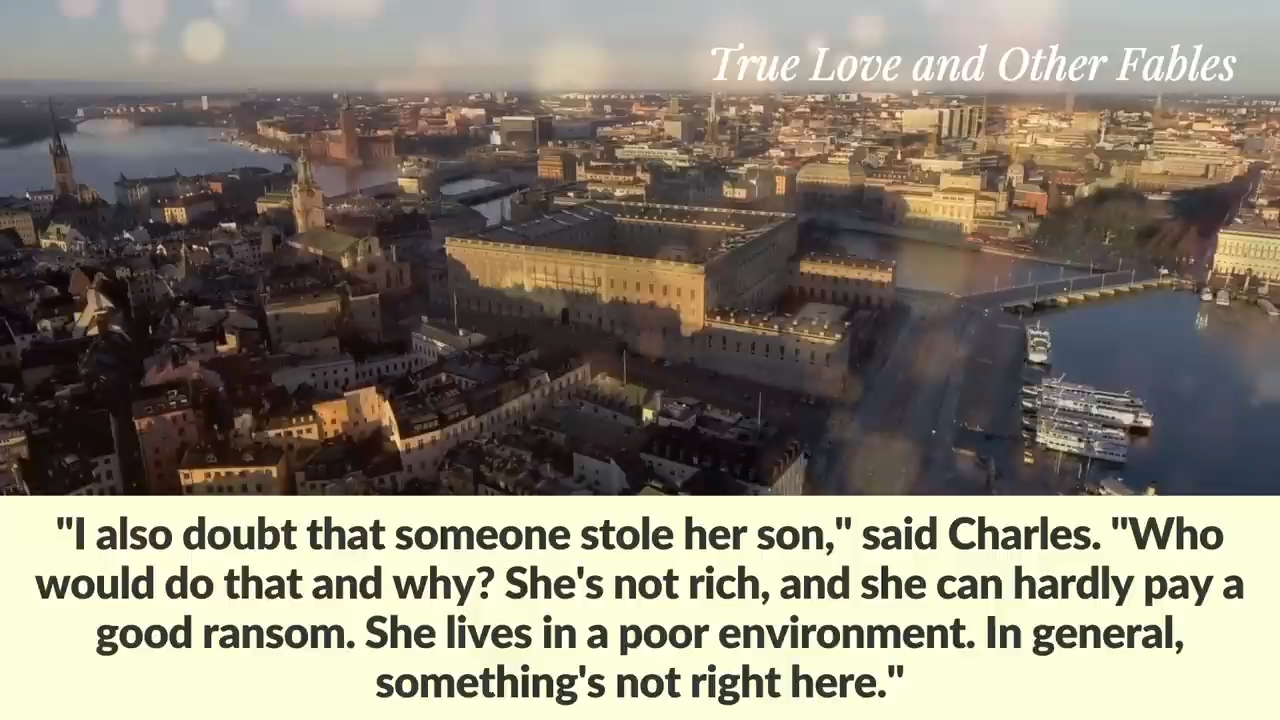 True Love and Other Fables
"I also doubt that someone stole her son," said Charles. "Who
would do that and why? She's not rich, and she can hardly pay a
good ransom. She lives in a poor environment. In general,
something's not right here."